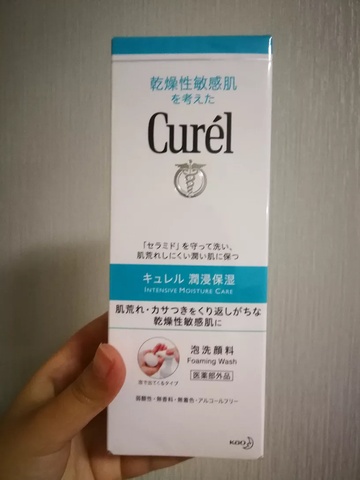 乾燥性敏感肌
を考えた
Curél
「セラミド」を守って洗い、
肌荒れしにくい潤い肌に保つ
キュレル 潤浸保湿
INTENSIVE MOISTURE CARE
肌荒れ・カサつきをくり返しがちな
乾燥性敏感肌に
泡洗顔料
Foaming Wash
医薬部外品
泡で出てくるタイプ
弱酸性・無香料・無着色・アルコールフリー
Kao